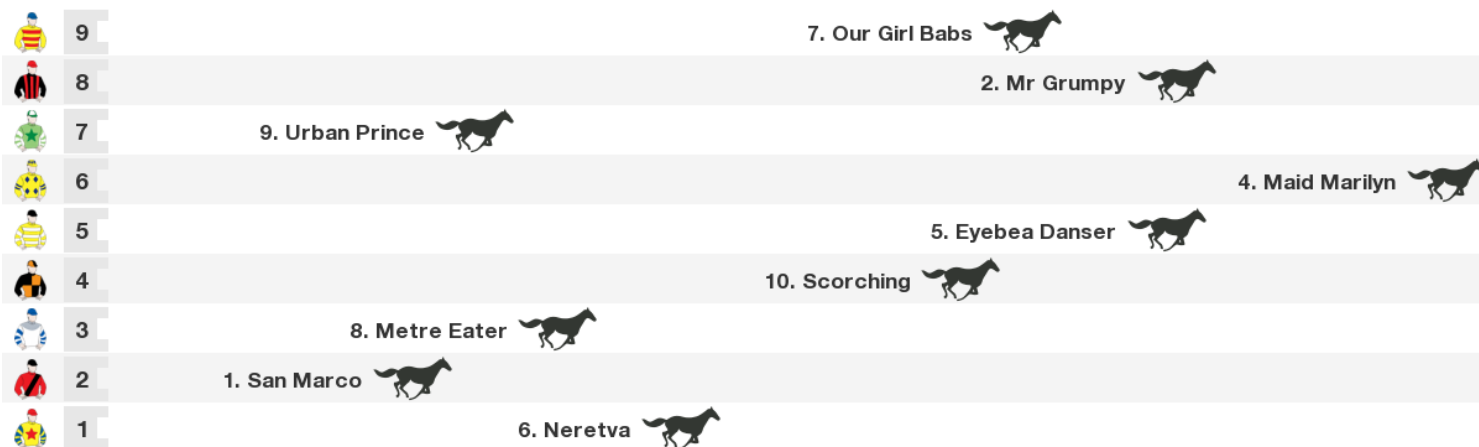 9 7. Our Girl Babs
8 2. Mr Grumpy
7 9. Urban Prince
6 4. Maid Marilyn
5 5. Eyebea Danser
4 10. Scorching
3 8. Metre Eater
2 1. San Marco
1 6. Neretva